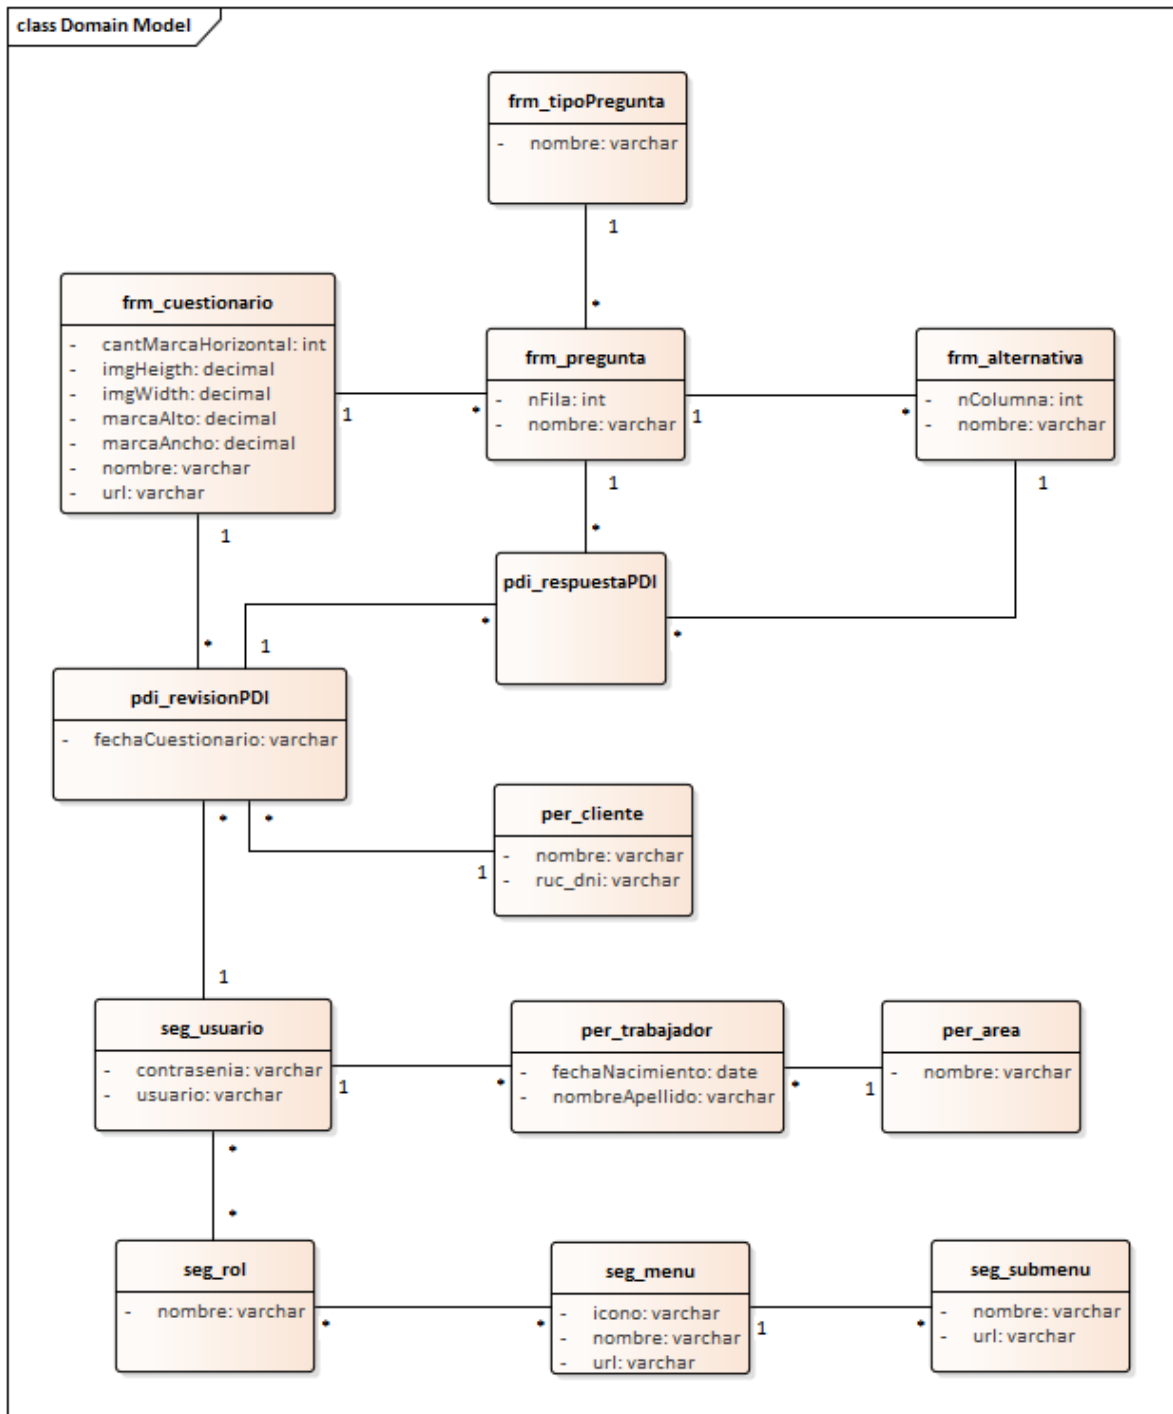 class Domain Model
frm_tipoPregunta
- nombre: varchar
1
*
frm_cuestionario
- cantMarcaHorizontal: int
- imgHeigth: decimal
- imgWidth: decimal
- marcaAlto: decimal
- marcaAncho: decimal
- nombre: varchar
- url: varchar
1
*
frm_pregunta
- nFila: int
- nombre: varchar
1
*
frm_alternativa
- nColumna: int
- nombre: varchar
1
1
1
*
pdi_respuestaPDI
*
*
1
*
pdi_revisionPDI
- fechaCuestionario: varchar
*
*
per_cliente
- nombre: varchar
- ruc_dni: varchar
1
1
seg_usuario
- contrasenia: varchar
- usuario: varchar
1
*
per_trabajador
- fechaNacimiento: date
- nombreApellido: varchar
*
1
per_area
- nombre: varchar
*
*
seg_rol
- nombre: varchar
*
*
seg_menu
- icono: varchar
- nombre: varchar
- url: varchar
1
*
seg_submenu
- nombre: varchar
- url: varchar